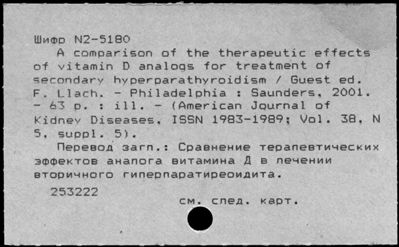 Шифр N2-5180
A comparison of the therapeutic effects
of vitamin D analogs for treatment of
secondary hyperparathyroidism / Guest ed.
F. Llach. - Philadelphia : Saunders, 2001.
- 63 p. : ill. - (American Journal of
Kidney Diseases, ISSN 1983-1989; Vol. 38, N
5, suppl. 5).
Перевод загл.: Сравнение терапевтических
эффектов аналога витамина Д в лечении
вторичного гиперпаратиреоидита.
253222
см. след. карт.